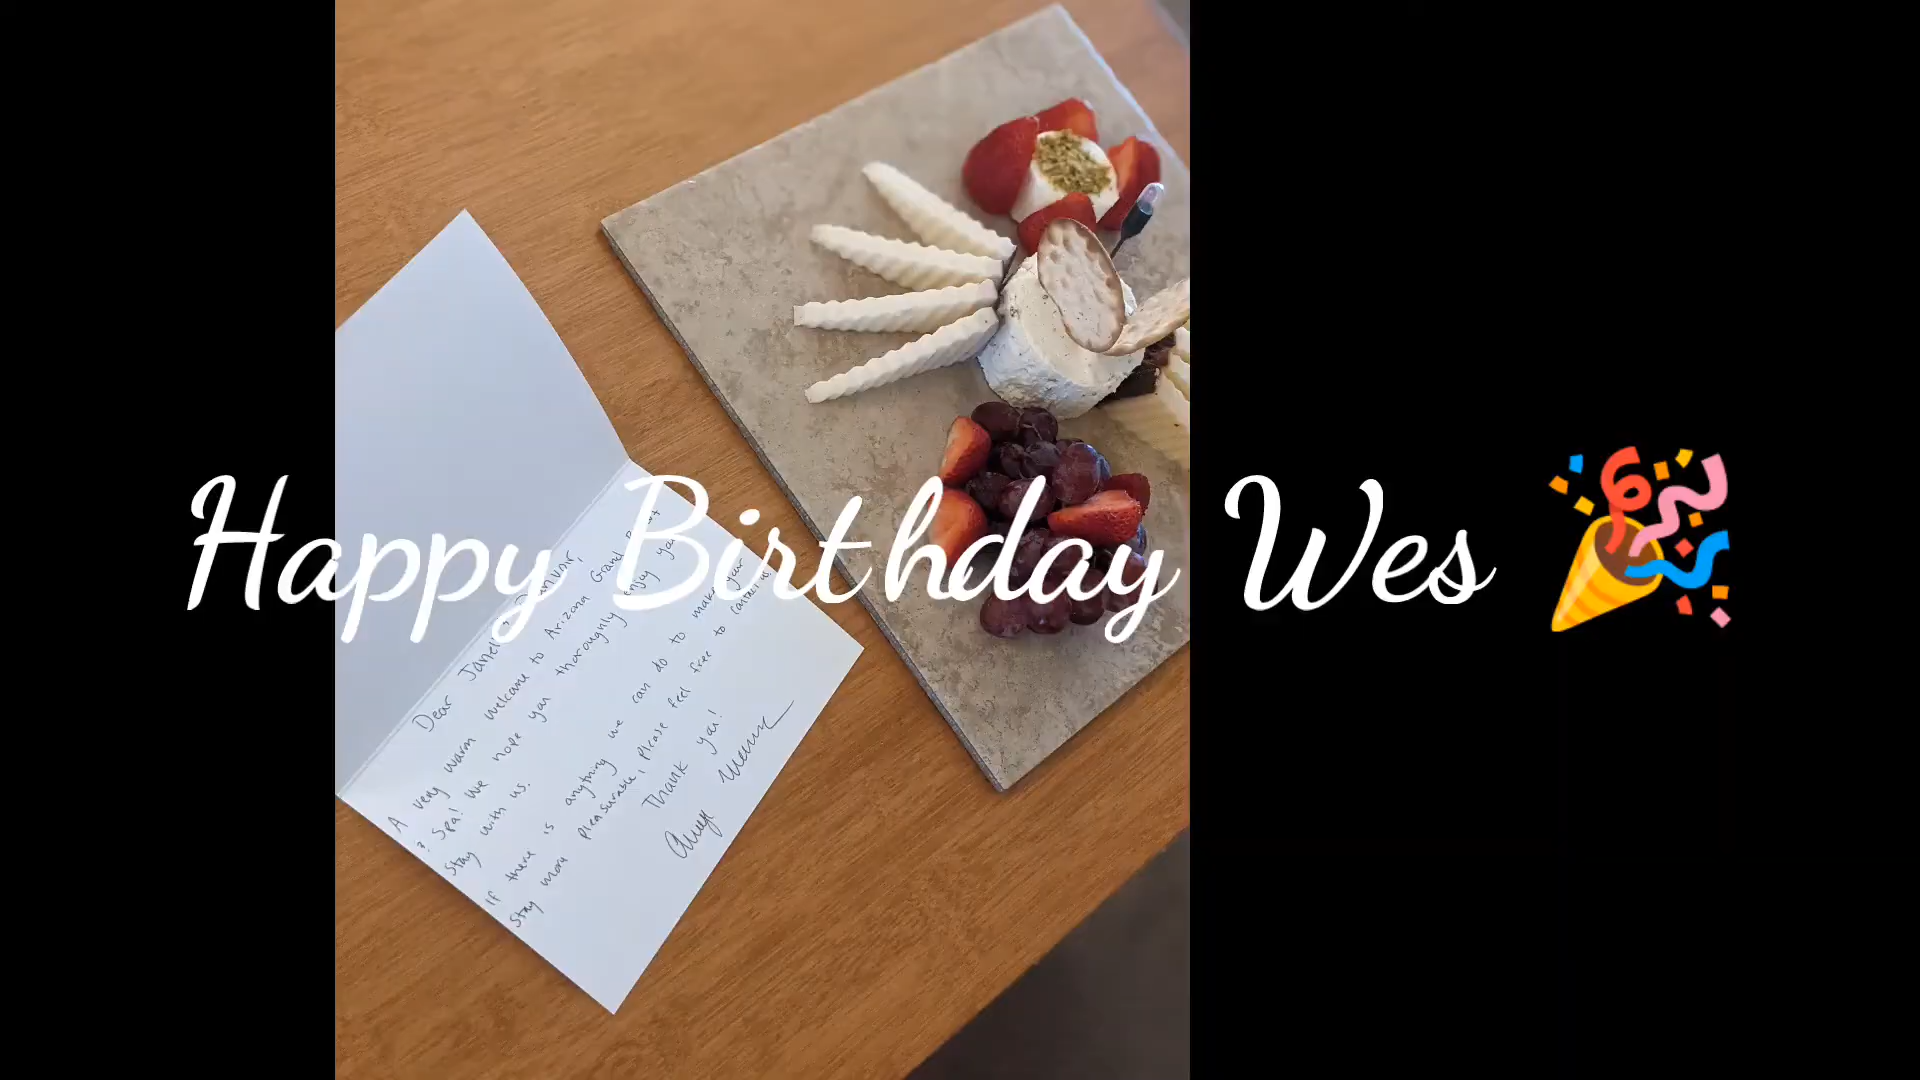 Happy Birthday Wes
Dear
A very warm welcome to Arizona Grand
& Spa! We hope you thoroughly enjoy your
stay with us.
If there is anything we can do to make your
stay more pleasurable, please feel free to contact us.
Thank you!